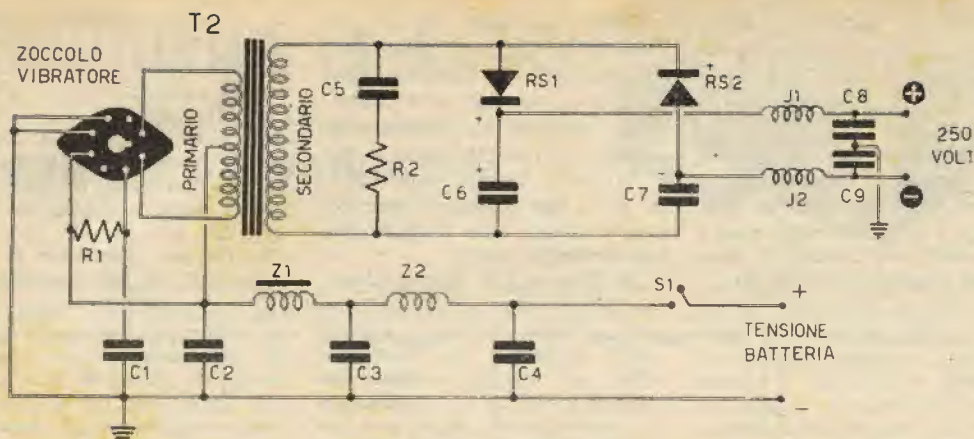 T2
ZOCCOLO
VIBRATORE
PRIMARIO
SECONDARIO
C5
R2
RS1
+
+
C6
+
RS2
-
C7
J1
J2
C8
C9
+
250
VOLT
-
R1
Z1
Z2
S1
+
TENSIONE
BATTERIA
-
C1
C2
C3
C4